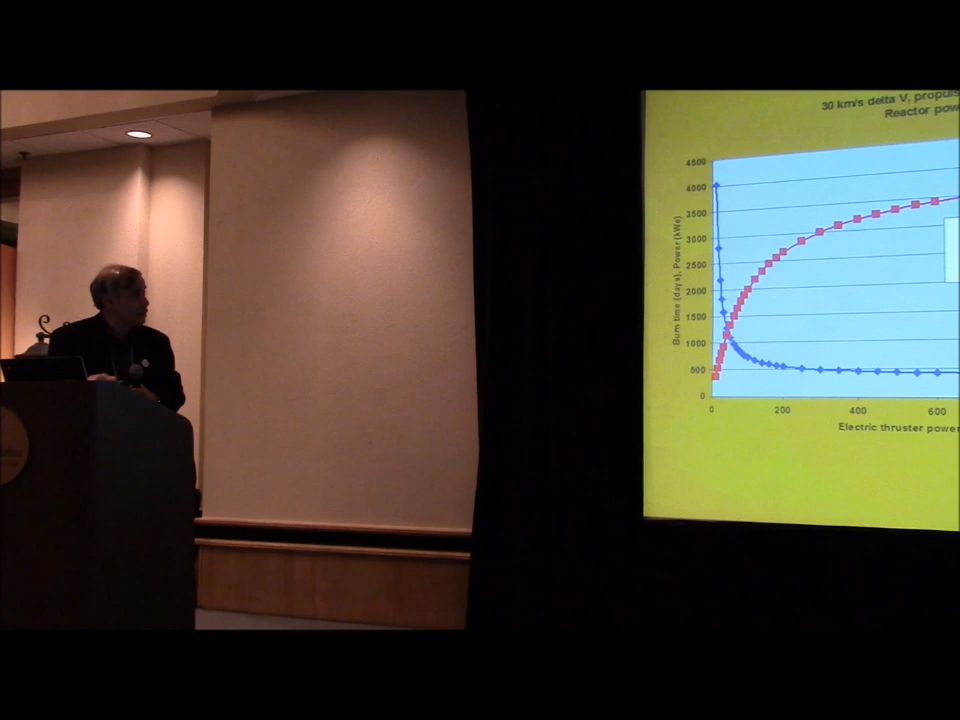 30 km/s delta V, propuls
Reactor pow
4500
4000
3500
3000
2500
2000
1500
1000
500
0
Burn time (days), Power (kWe)
0 200 400 600
Electric thruster power